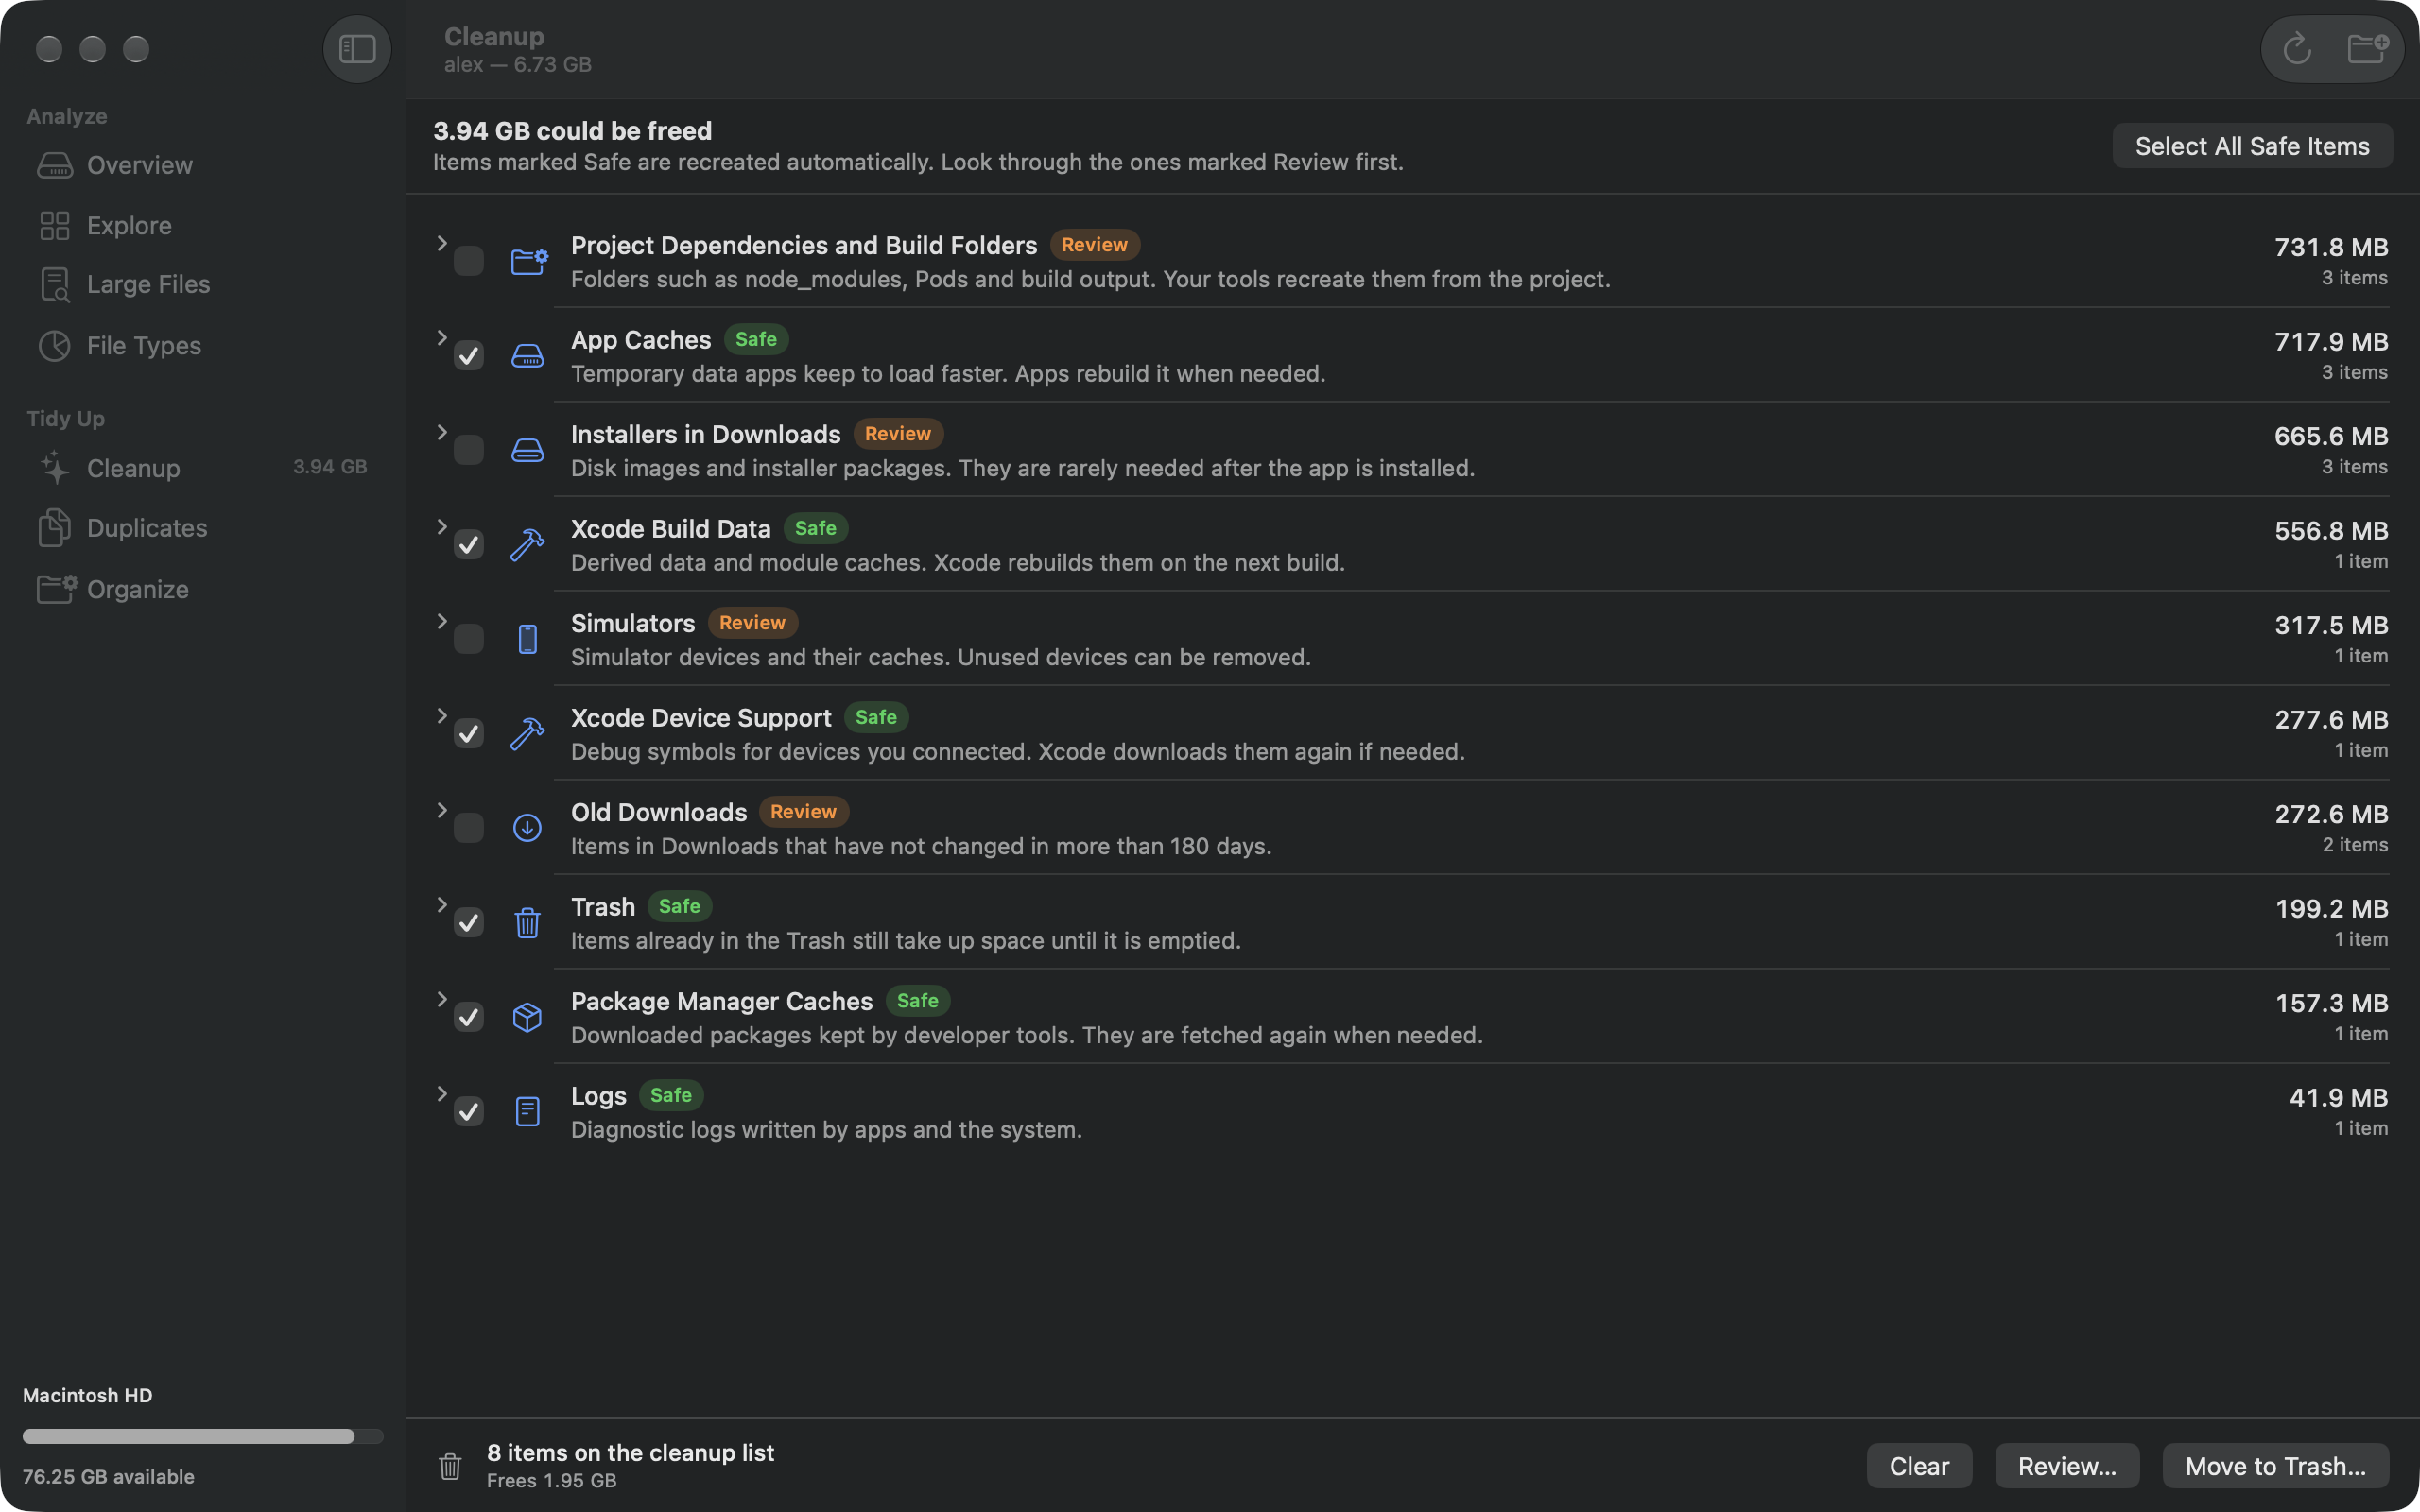 Cleanup
alex — 6.73 GB
Analyze
Overview
Explore
Large Files
File Types
Tidy Up
Cleanup 3.94 GB
Duplicates
Organize
Macintosh HD
76.25 GB available
3.94 GB could be freed
Items marked Safe are recreated automatically. Look through the ones marked Review first.
Select All Safe Items
Project Dependencies and Build Folders Review 731.8 MB
Folders such as node_modules, Pods and build output. Your tools recreate them from the project. 3 items
App Caches Safe 717.9 MB
Temporary data apps keep to load faster. Apps rebuild it when needed. 3 items
Installers in Downloads Review 665.6 MB
Disk images and installer packages. They are rarely needed after the app is installed. 3 items
Xcode Build Data Safe 556.8 MB
Derived data and module caches. Xcode rebuilds them on the next build. 1 item
Simulators Review 317.5 MB
Simulator devices and their caches. Unused devices can be removed. 1 item
Xcode Device Support Safe 277.6 MB
Debug symbols for devices you connected. Xcode downloads them again if needed. 1 item
Old Downloads Review 272.6 MB
Items in Downloads that have not changed in more than 180 days. 2 items
Trash Safe 199.2 MB
Items already in the Trash still take up space until it is emptied. 1 item
Package Manager Caches Safe 157.3 MB
Downloaded packages kept by developer tools. They are fetched again when needed. 1 item
Logs Safe 41.9 MB
Diagnostic logs written by apps and the system. 1 item
8 items on the cleanup list
Frees 1.95 GB
Clear Review... Move to Trash...